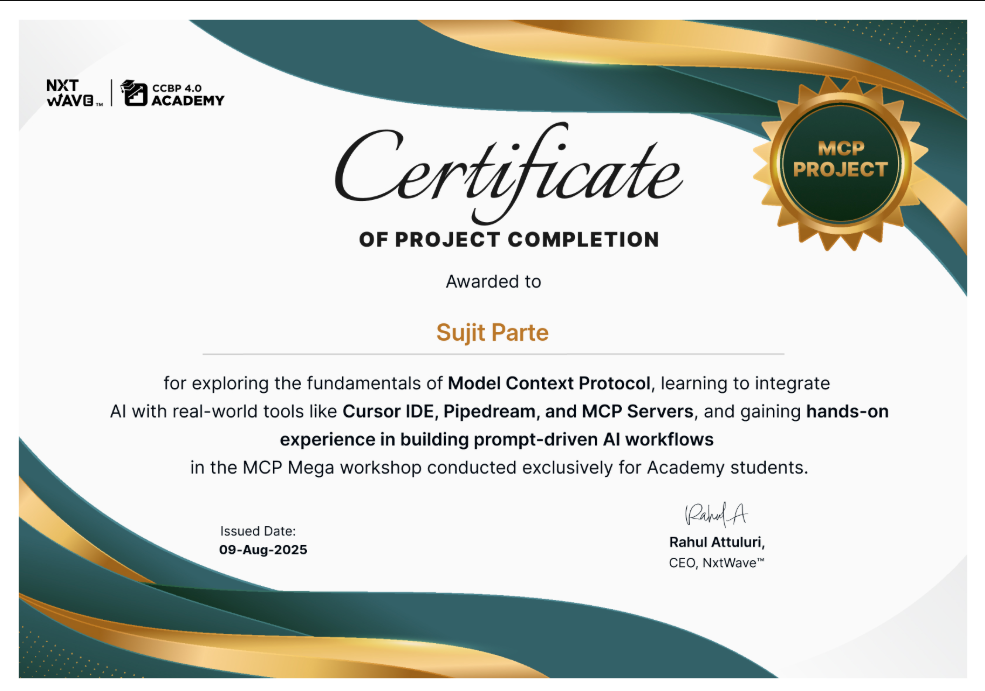 NXT
WAVE™
CCBP 4.0
ACADEMY
MCP
PROJECT
Certificate
OF PROJECT COMPLETION
Awarded to
Sujit Parte
for exploring the fundamentals of Model Context Protocol, learning to integrate
AI with real-world tools like Cursor IDE, Pipedream, and MCP Servers, and gaining hands-on
experience in building prompt-driven AI workflows
in the MCP Mega workshop conducted exclusively for Academy students.
Issued Date:
09-Aug-2025
Rahul A
Rahul Attuluri,
CEO, NxtWave™